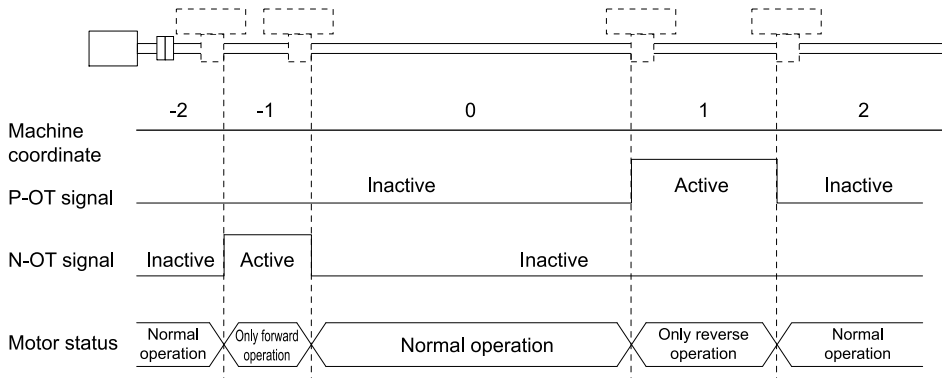 -2 -1 0 1 2
Machine
coordinate
Inactive Active Inactive
P-OT signal
N-OT signal Inactive Active Inactive
Motor status
Normal
operation
Only forward
operation
Normal operation
Only reverse
operation
Normal
operation